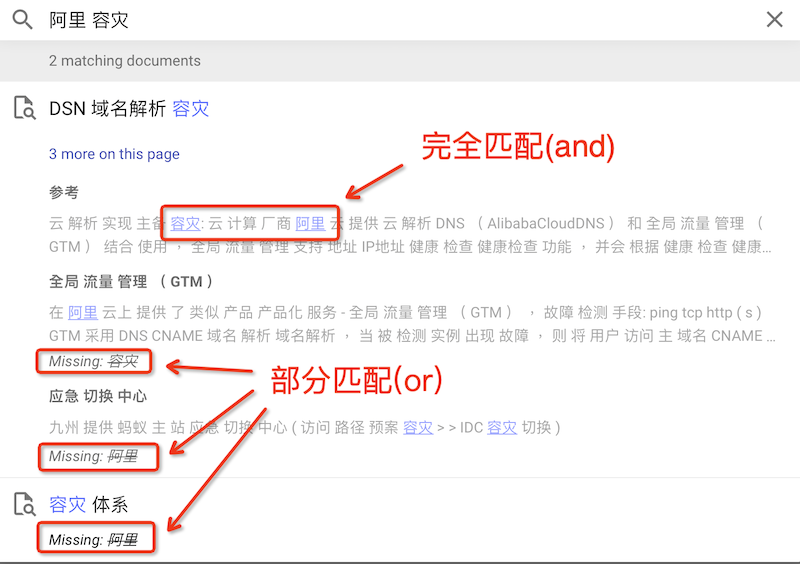 阿里 容灾
2 matching documents
DSN 域名解析 容灾
3 more on this page
完全匹配(and)
参考
云 解析 实现 主备 容灾: 云 计算 厂商 阿里 云 提供 云 解析 DNS （ AlibabaCloudDNS ） 和 全局 流量 管理 （
GTM ） 结合 使用 ， 全局 流量 管理 支持 地址 IP地址 健康 检查 健康检查 功能 ， 并会 根据 健康 检查 健康…
全局 流量 管理 （ GTM ）
在 阿里 云上 提供 了 类似 产品 产品化 服务 - 全局 流量 管理 （ GTM ） ， 故障 检测 手段: ping tcp http ( s )
GTM 采用 DNS CNAME 域名 解析 域名解析 ， 当 被 检测 实例 出现 故障 ， 则 将 用户 访问 主 域名 CNAME …
Missing: 容灾
部分匹配(or)
应急 切换 中心
九州 提供 蚂蚁 主 站 应急 切换 中心 ( 访问 路径 预案 容灾 > > IDC 容灾 切换 )
Missing: 阿里
容灾 体系
Missing: 阿里